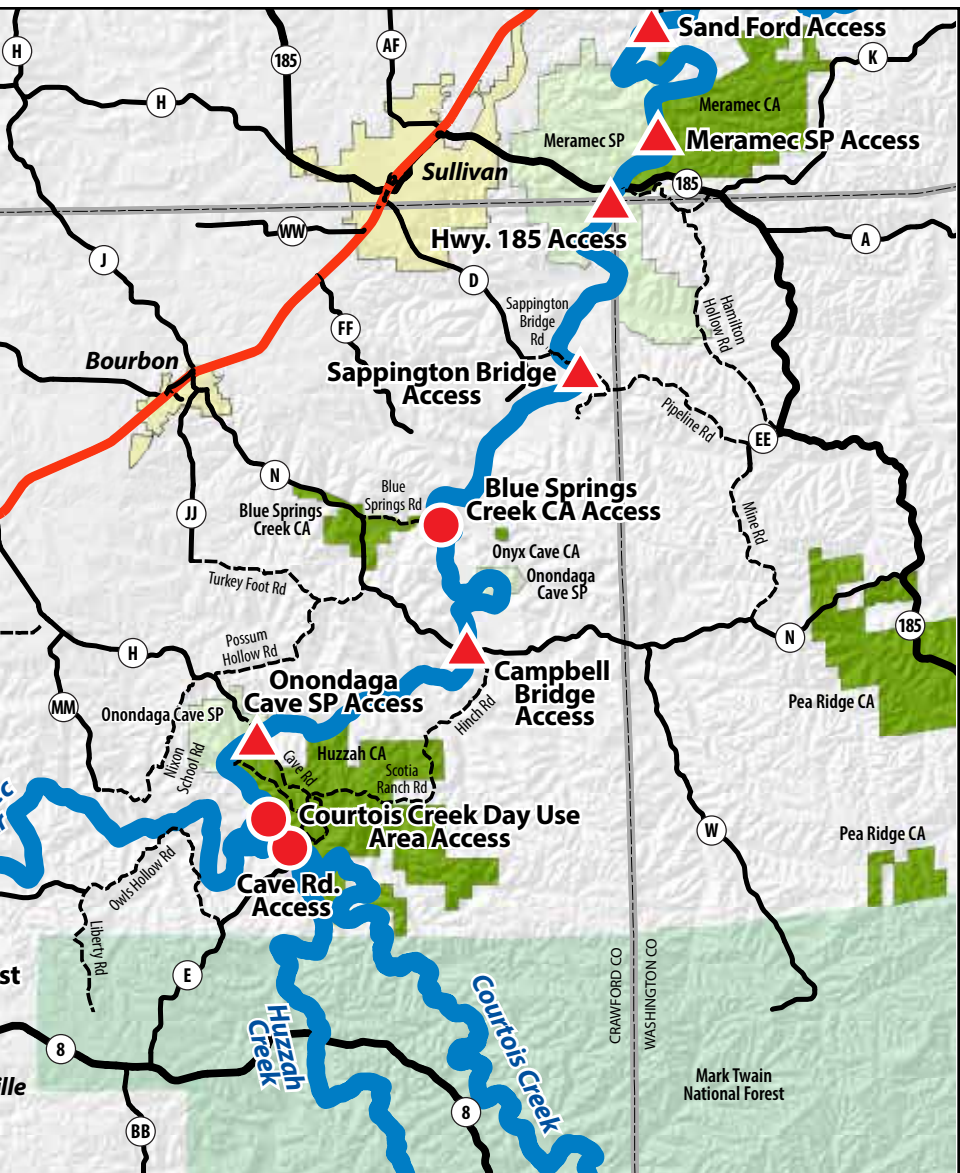 Sand Ford Access
H
AF
185
K
H
Meramec CA
Meramec SP
Meramec SP Access
Sullivan
185
Hwy. 185 Access
WW
A
J
D
Sappington
Bridge
Rd
Hamilton
Hollow Rd
FF
Bourbon
Sappington Bridge
Access
Pipeline Rd
EE
N
Blue
Springs Rd
Blue Springs
Creek CA Access
Blue Springs
Creek CA
JJ
Mine Rd
Onyx Cave CA
Onondaga
Cave SP
Turkey Foot Rd
Possum
Hollow Rd
N
185
H
Onondaga
Cave SP Access
Campbell
Bridge
Access
MM
Onondaga Cave SP
Pea Ridge CA
Hinch Rd
Nixon
School Rd
Cave Rd
Huzzah CA
Scotia
Ranch Rd
Courtois Creek Day Use
Area Access
W
Pea Ridge CA
Owls Hollow Rd
Cave Rd.
Access
Liberty Rd
CRAWFORD CO
WASHINGTON CO
st
E
Huzzah
Creek
Courtois Creek
8
Mark Twain
National Forest
ille
8
BB